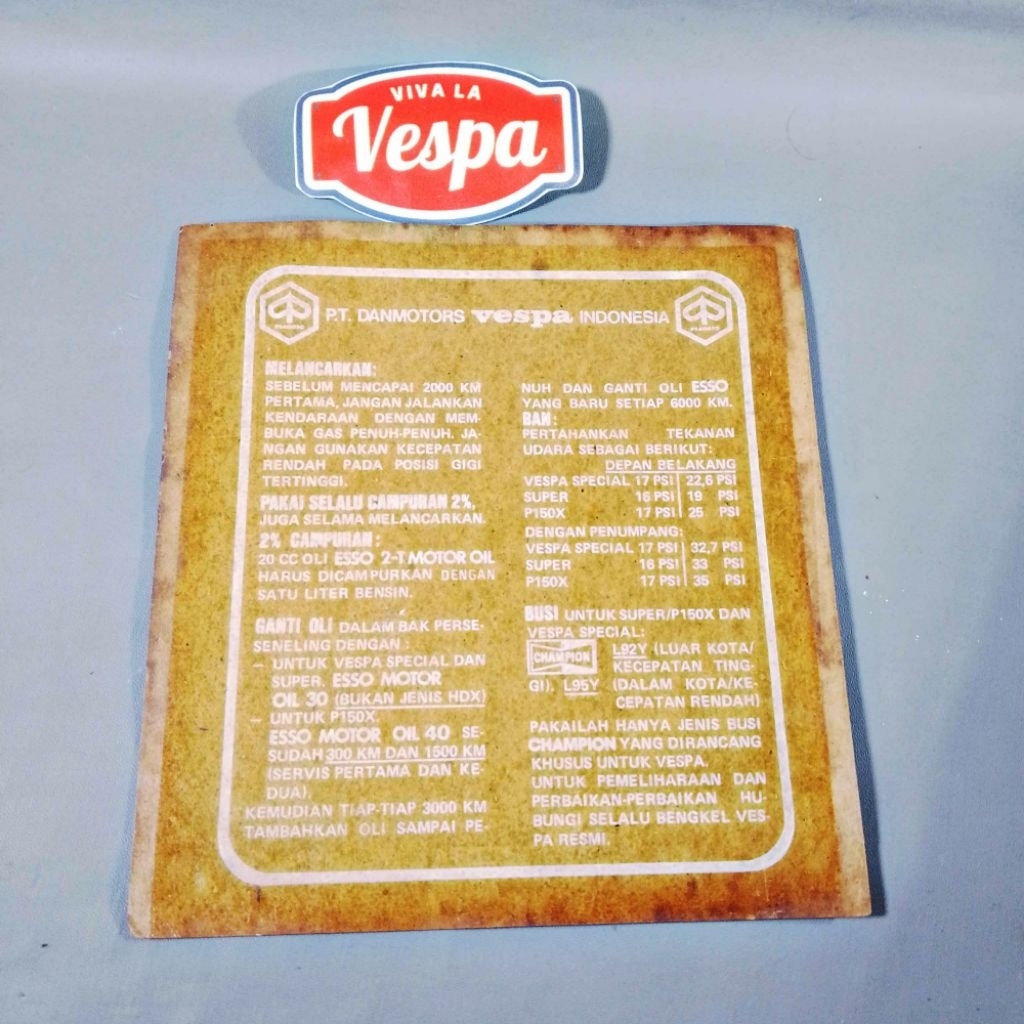 VIVA LA
Vespa
P.T. DANMOTORS vespa INDONESIA
PIAGGIO
PIAGGIO
MELANCARKAN:
SEBELUM MENCAPAI 2000 KM
PERTAMA, JANGAN JALANKAN
KENDARAAN DENGAN MEM-
BUKA GAS PENUH-PENUH. JA-
NGAN GUNAKAN KECEPATAN
RENDAH PADA POSISI GIGI
TERTINGGI.
PAKAI SELALU CAMPURAN 2%,
JUGA SELAMA MELANCARKAN.
2% CAMPURAN:
20 CC OLI ESSO 2-T MOTOR OIL
HARUS DICAMPURKAN DENGAN
SATU LITER BENSIN.
GANTI OLI DALAM BAK PERSE-
SENELING DENGAN :
— UNTUK VESPA SPECIAL DAN
SUPER. ESSO MOTOR
OIL 30 (BUKAN JENIS HDX)
— UNTUK P150X.
ESSO MOTOR OIL 40 SE-
SUDAH 300 KM DAN 1500 KM
(SERVIS PERTAMA DAN KE-
DUA).
KEMUDIAN TIAP-TIAP 3000 KM
TAMBAHKAN OLI SAMPAI PE-
NUH DAN GANTI OLI ESSO
YANG BARU SETIAP 6000 KM.
BAN:
PERTAHANKAN TEKANAN
UDARA SEBAGAI BERIKUT:
DEPAN BELAKANG
VESPA SPECIAL 17 PSI 22,6 PSI
SUPER 16 PSI 19 PSI
P150X 17 PSI 25 PSI
DENGAN PENUMPANG:
VESPA SPECIAL 17 PSI 32,7 PSI
SUPER 16 PSI 33 PSI
P150X 17 PSI 35 PSI
BUSI UNTUK SUPER/P150X DAN
VESPA SPECIAL:
CHAMPION L92Y (LUAR KOTA/
KECEPATAN TING-
GI), L95Y (DALAM KOTA/KE-
CEPATAN RENDAH)
PAKAILAH HANYA JENIS BUSI
CHAMPION YANG DIRANCANG
KHUSUS UNTUK VESPA.
UNTUK PEMELIHARAAN DAN
PERBAIKAN-PERBAIKAN HU-
BUNGI SELALU BENGKEL VES-
PA RESMI.